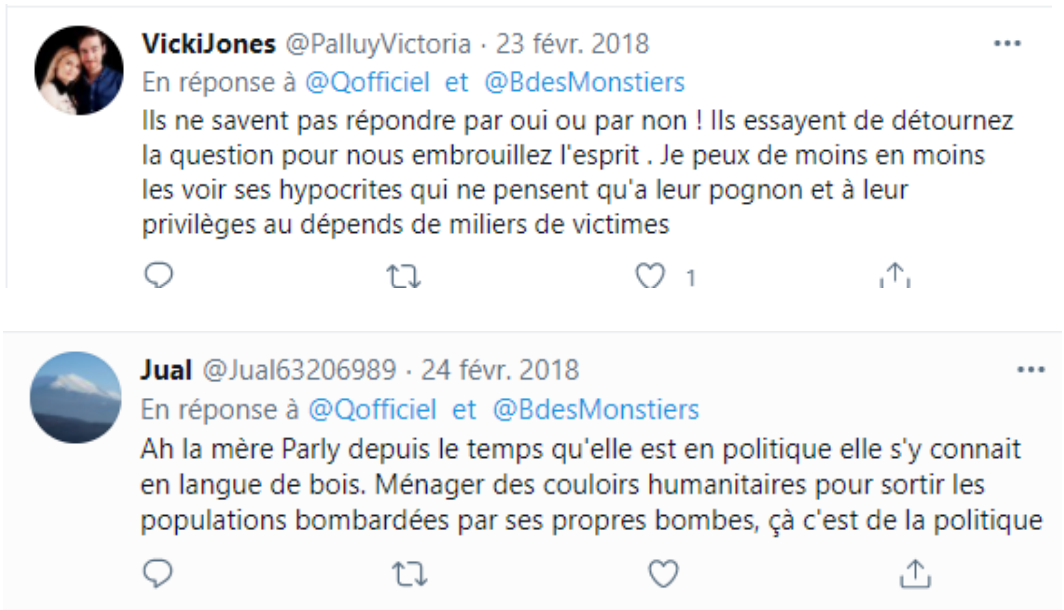 VickiJones @PalluyVictoria · 23 févr. 2018
En réponse à @Qofficiel et @BdesMonstiers
Ils ne savent pas répondre par oui ou par non ! Ils essayent de détournez
la question pour nous embrouillez l'esprit . Je peux de moins en moins
les voir ses hypocrites qui ne pensent qu'a leur pognon et à leur
privilèges au dépends de miliers de victimes
1
Jual @Jual63206989 · 24 févr. 2018
En réponse à @Qofficiel et @BdesMonstiers
Ah la mère Parly depuis le temps qu'elle est en politique elle s'y connait
en langue de bois. Ménager des couloirs humanitaires pour sortir les
populations bombardées par ses propres bombes, çà c'est de la politique